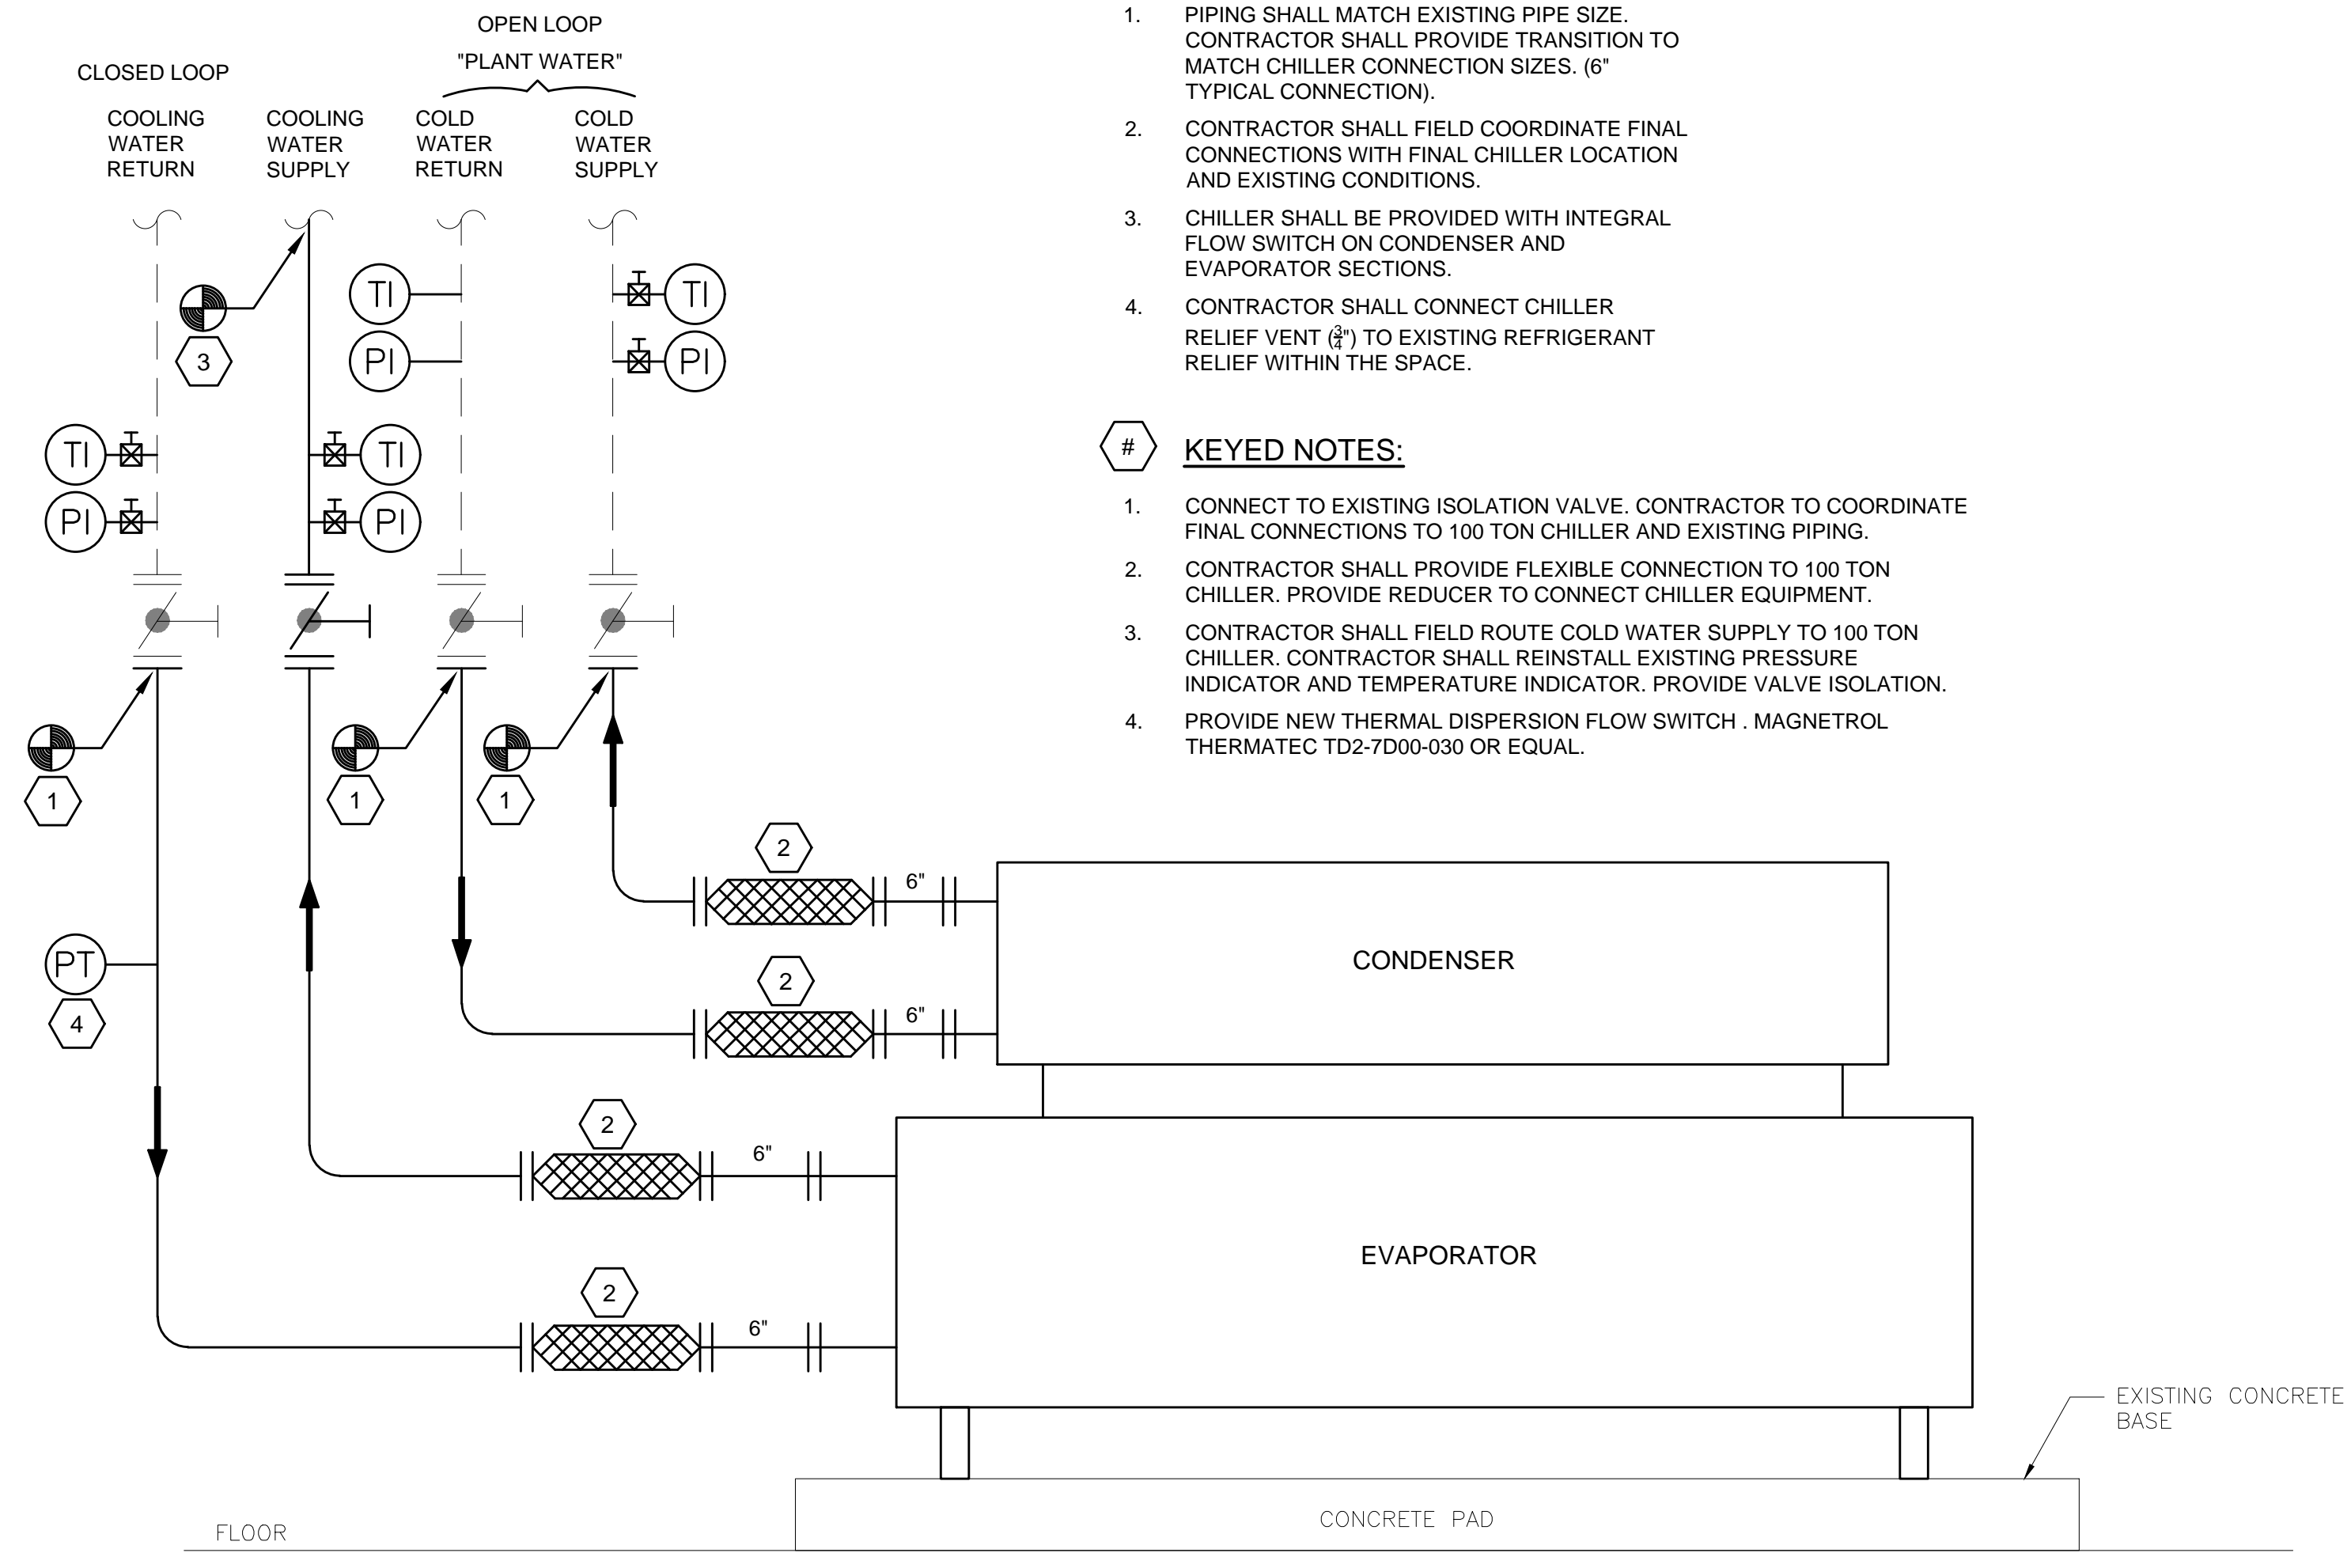 OPEN LOOP
"PLANT WATER"
CLOSED LOOP
COOLING
WATER
RETURN
COOLING
WATER
SUPPLY
COLD
WATER
RETURN
COLD
WATER
SUPPLY
TI
PI
TI
PI
3
TI
PI
TI
PI
1
1
1
PT
4
2
6"
2
6"
2
6"
2
6"
CONDENSER
EVAPORATOR
EXISTING CONCRETE
BASE
CONCRETE PAD
FLOOR
1. PIPING SHALL MATCH EXISTING PIPE SIZE.
CONTRACTOR SHALL PROVIDE TRANSITION TO
MATCH CHILLER CONNECTION SIZES. (6"
TYPICAL CONNECTION).
2. CONTRACTOR SHALL FIELD COORDINATE FINAL
CONNECTIONS WITH FINAL CHILLER LOCATION
AND EXISTING CONDITIONS.
3. CHILLER SHALL BE PROVIDED WITH INTEGRAL
FLOW SWITCH ON CONDENSER AND
EVAPORATOR SECTIONS.
4. CONTRACTOR SHALL CONNECT CHILLER
RELIEF VENT (3/4") TO EXISTING REFRIGERANT
RELIEF WITHIN THE SPACE.
# KEYED NOTES:
1. CONNECT TO EXISTING ISOLATION VALVE. CONTRACTOR TO COORDINATE
FINAL CONNECTIONS TO 100 TON CHILLER AND EXISTING PIPING.
2. CONTRACTOR SHALL PROVIDE FLEXIBLE CONNECTION TO 100 TON
CHILLER. PROVIDE REDUCER TO CONNECT CHILLER EQUIPMENT.
3. CONTRACTOR SHALL FIELD ROUTE COLD WATER SUPPLY TO 100 TON
CHILLER. CONTRACTOR SHALL REINSTALL EXISTING PRESSURE
INDICATOR AND TEMPERATURE INDICATOR. PROVIDE VALVE ISOLATION.
4. PROVIDE NEW THERMAL DISPERSION FLOW SWITCH . MAGNETROL
THERMATEC TD2-7D00-030 OR EQUAL.